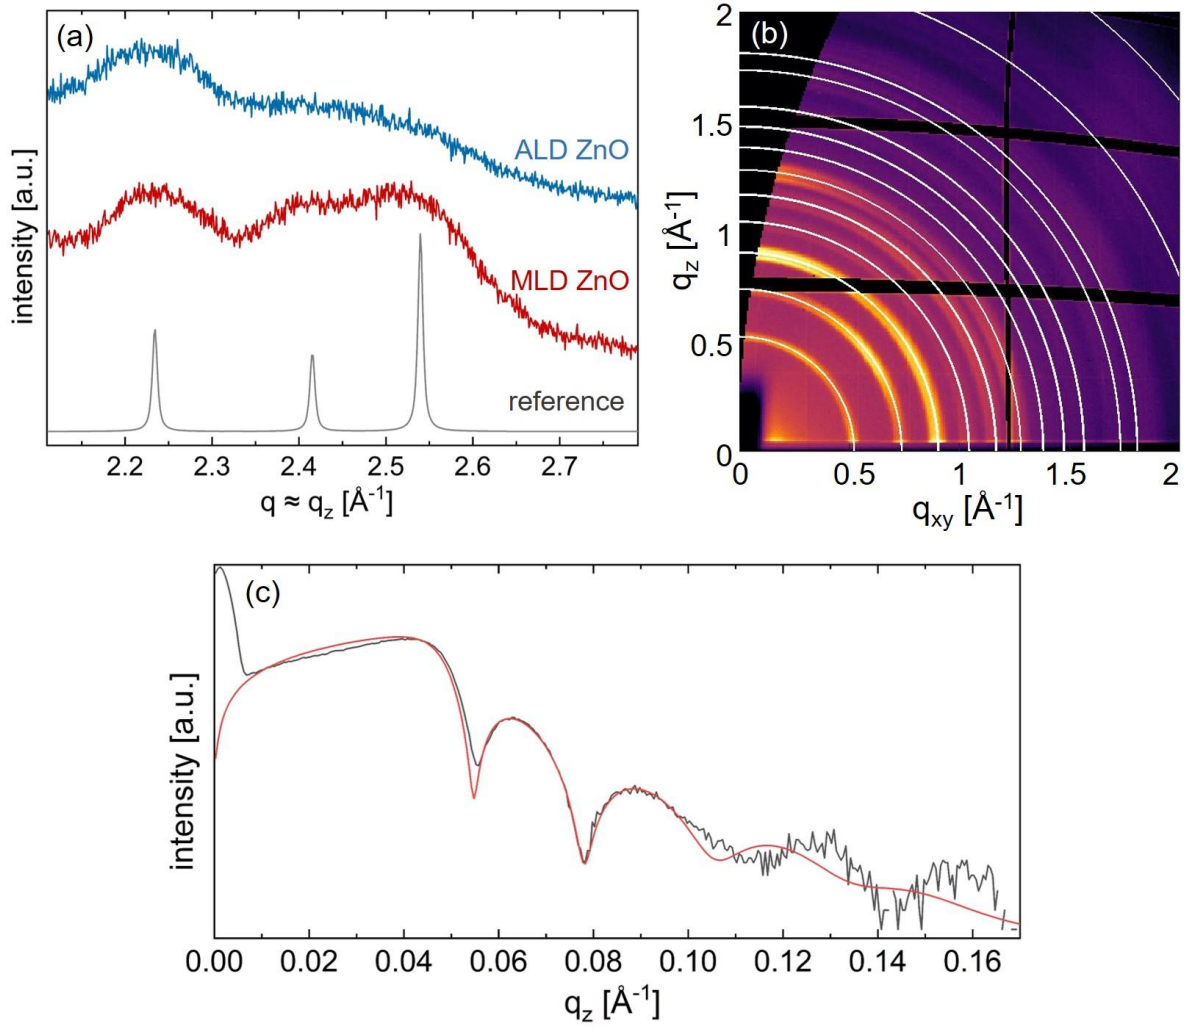 (a)
ALD ZnO
MLD ZnO
reference
intensity [a.u.]
2.2 2.3 2.4 2.5 2.6 2.7
q ≈ q_z [Å⁻¹]
(b)
2
1.5
1
0.5
0
q_z [Å⁻¹]
0 0.5 1 1.5 2
q_xy [Å⁻¹]
(c)
intensity [a.u.]
0.00 0.02 0.04 0.06 0.08 0.10 0.12 0.14 0.16
q_z [Å⁻¹]